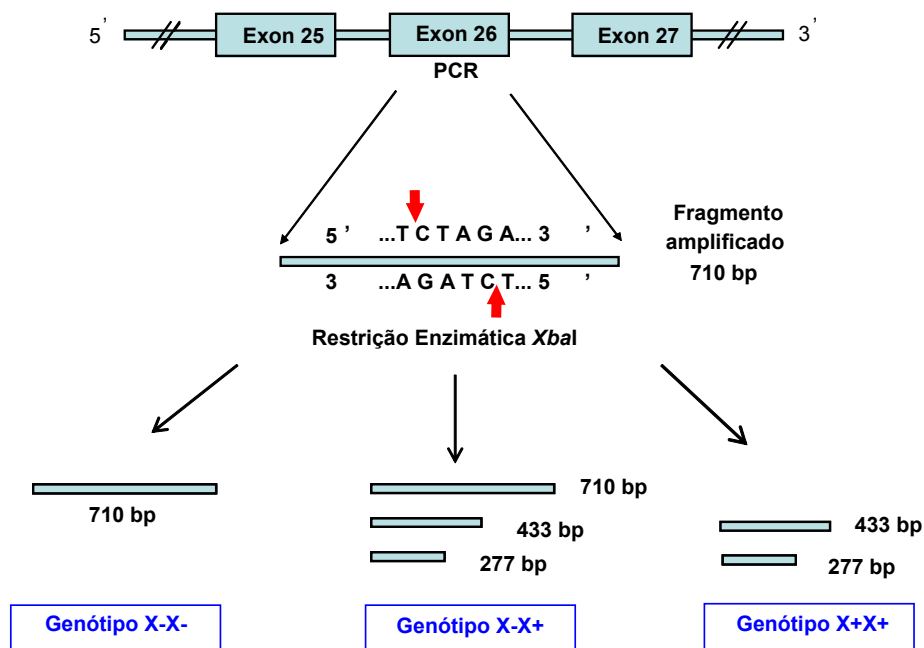 5' Exon 25 Exon 26 Exon 27 3'
PCR
5 ' ...T C T A G A... 3 '
3 ...A G A T C T... 5 '
Fragmento
amplificado
710 bp
Restrição Enzimática XbaI
710 bp
710 bp
433 bp
277 bp
433 bp
277 bp
Genótipo X-X-
Genótipo X-X+
Genótipo X+X+